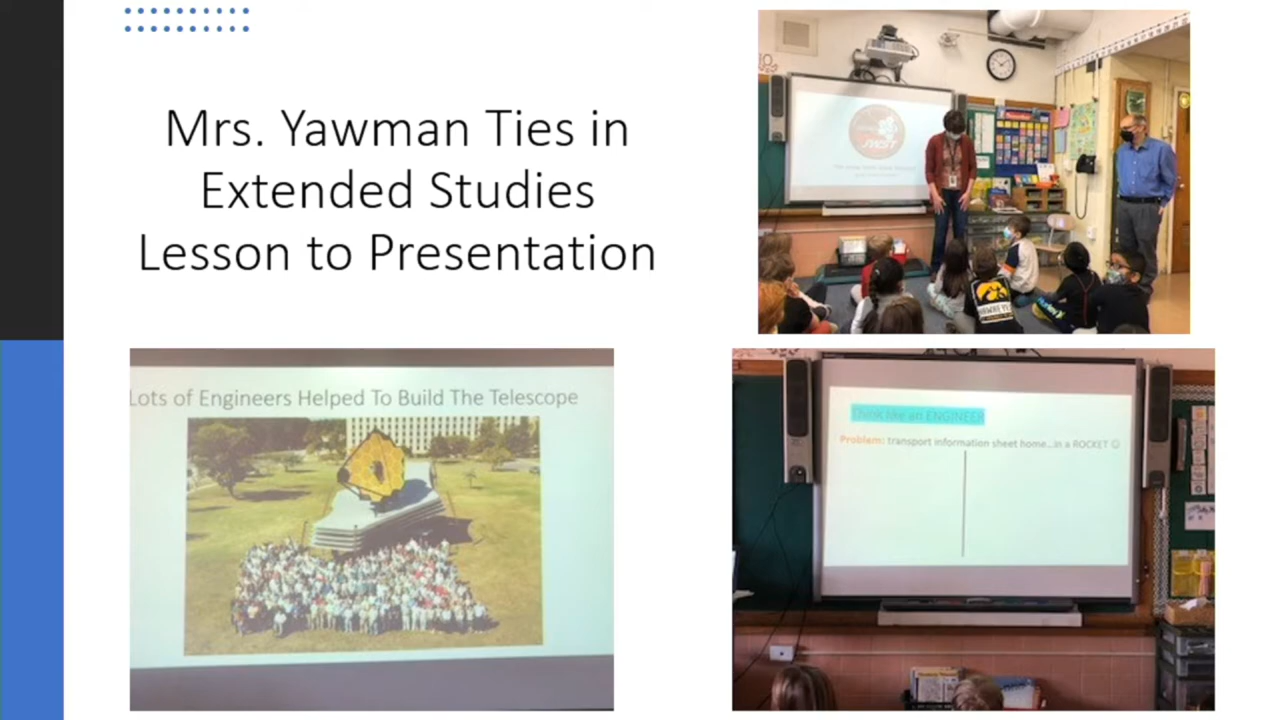 Mrs. Yawman Ties in
Extended Studies
Lesson to Presentation
JWST
Lots of Engineers Helped To Build The Telescope
Think like an ENGINEER
Problem: transport information sheet home...in a ROCKET ☺